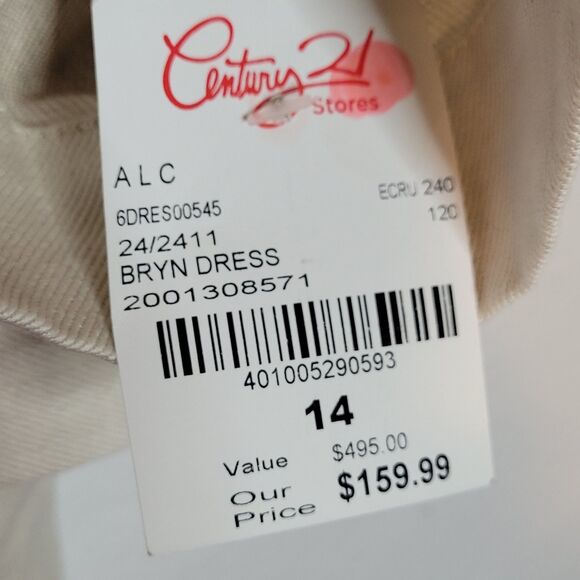 Century 21
Stores
A L C
6DRES00545 ECRU 240
24/2411 120
BRYN DRESS
2001308571
401005290593
14
Value $495.00
Our Price $159.99